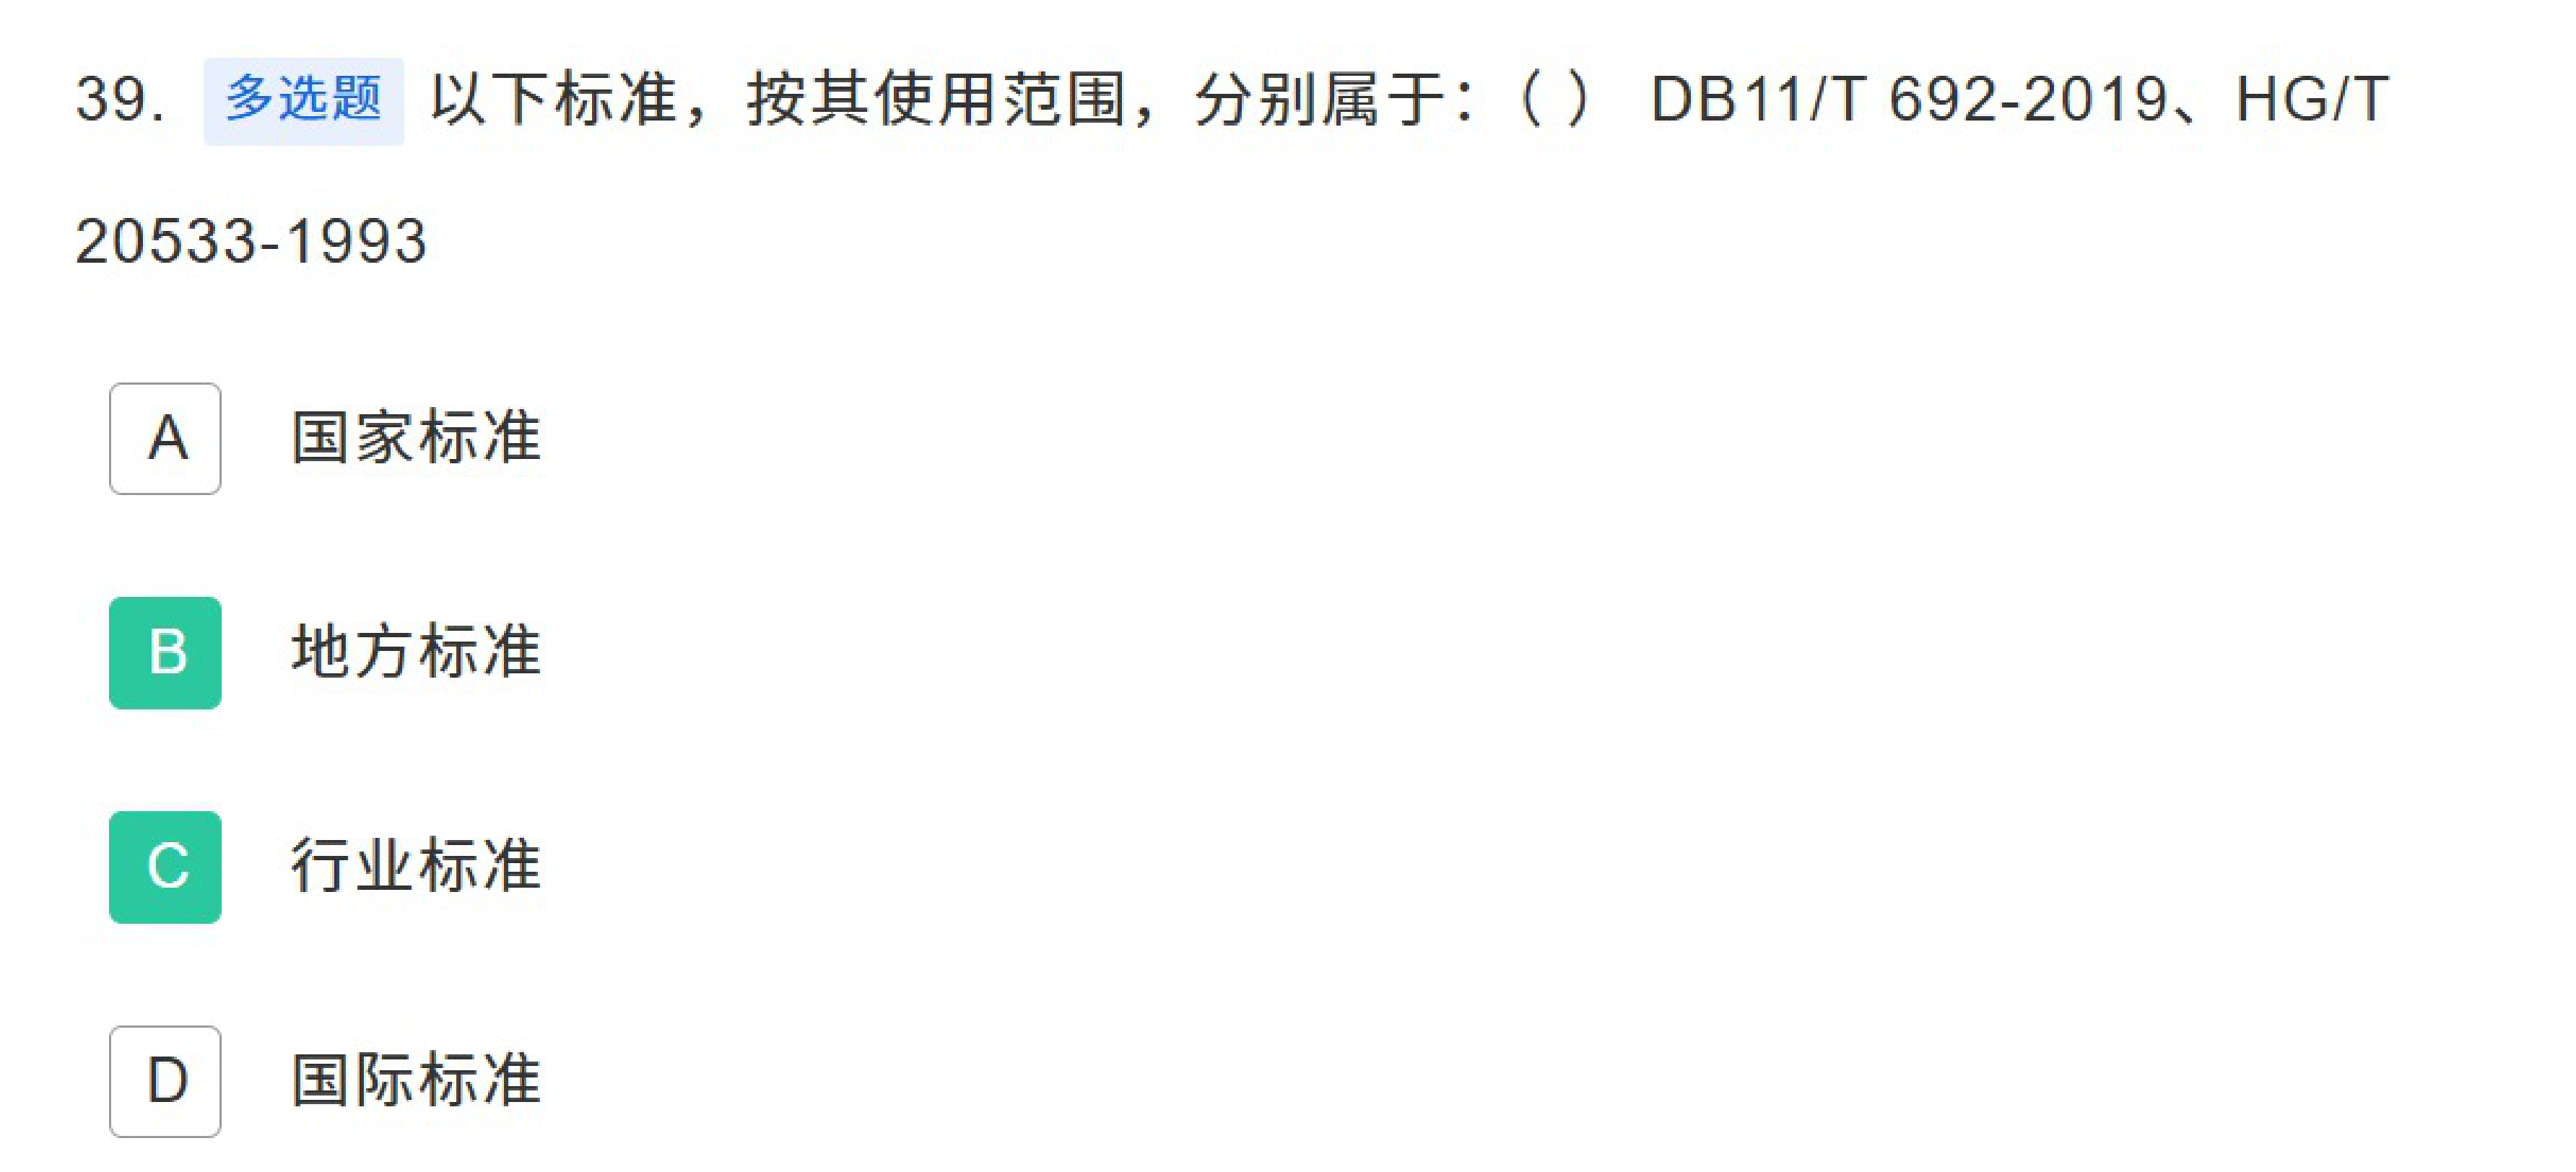 39. 多选题 以下标准，按其使用范围，分别属于：（ ） DB11/T 692-2019、HG/T
20533-1993
A 国家标准
B 地方标准
C 行业标准
D 国际标准